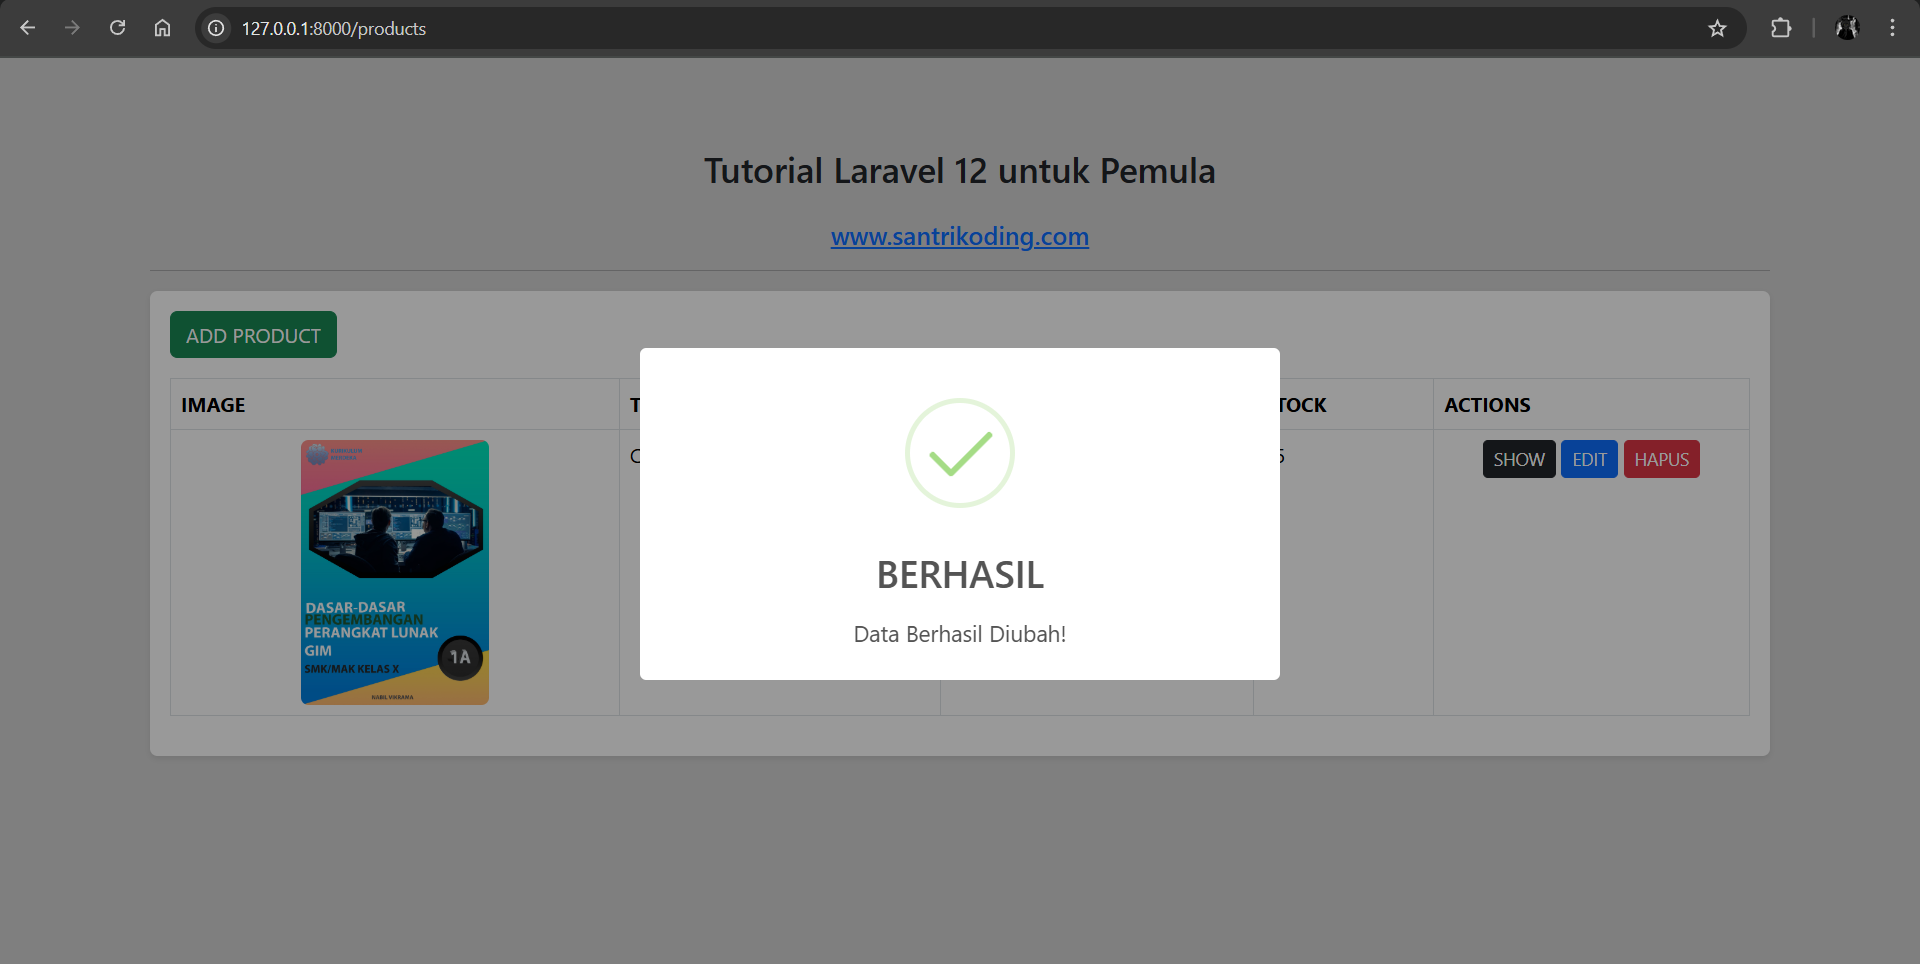 127.0.0.1:8000/products
Tutorial Laravel 12 untuk Pemula
www.santrikoding.com
ADD PRODUCT
IMAGE
TOCK
ACTIONS
SHOW
EDIT
HAPUS
DASAR-DASAR
PENGEMBANGAN
PERANGKAT LUNAK
GIM
SMK/MAK KELAS X
1A
BERHASIL
Data Berhasil Diubah!